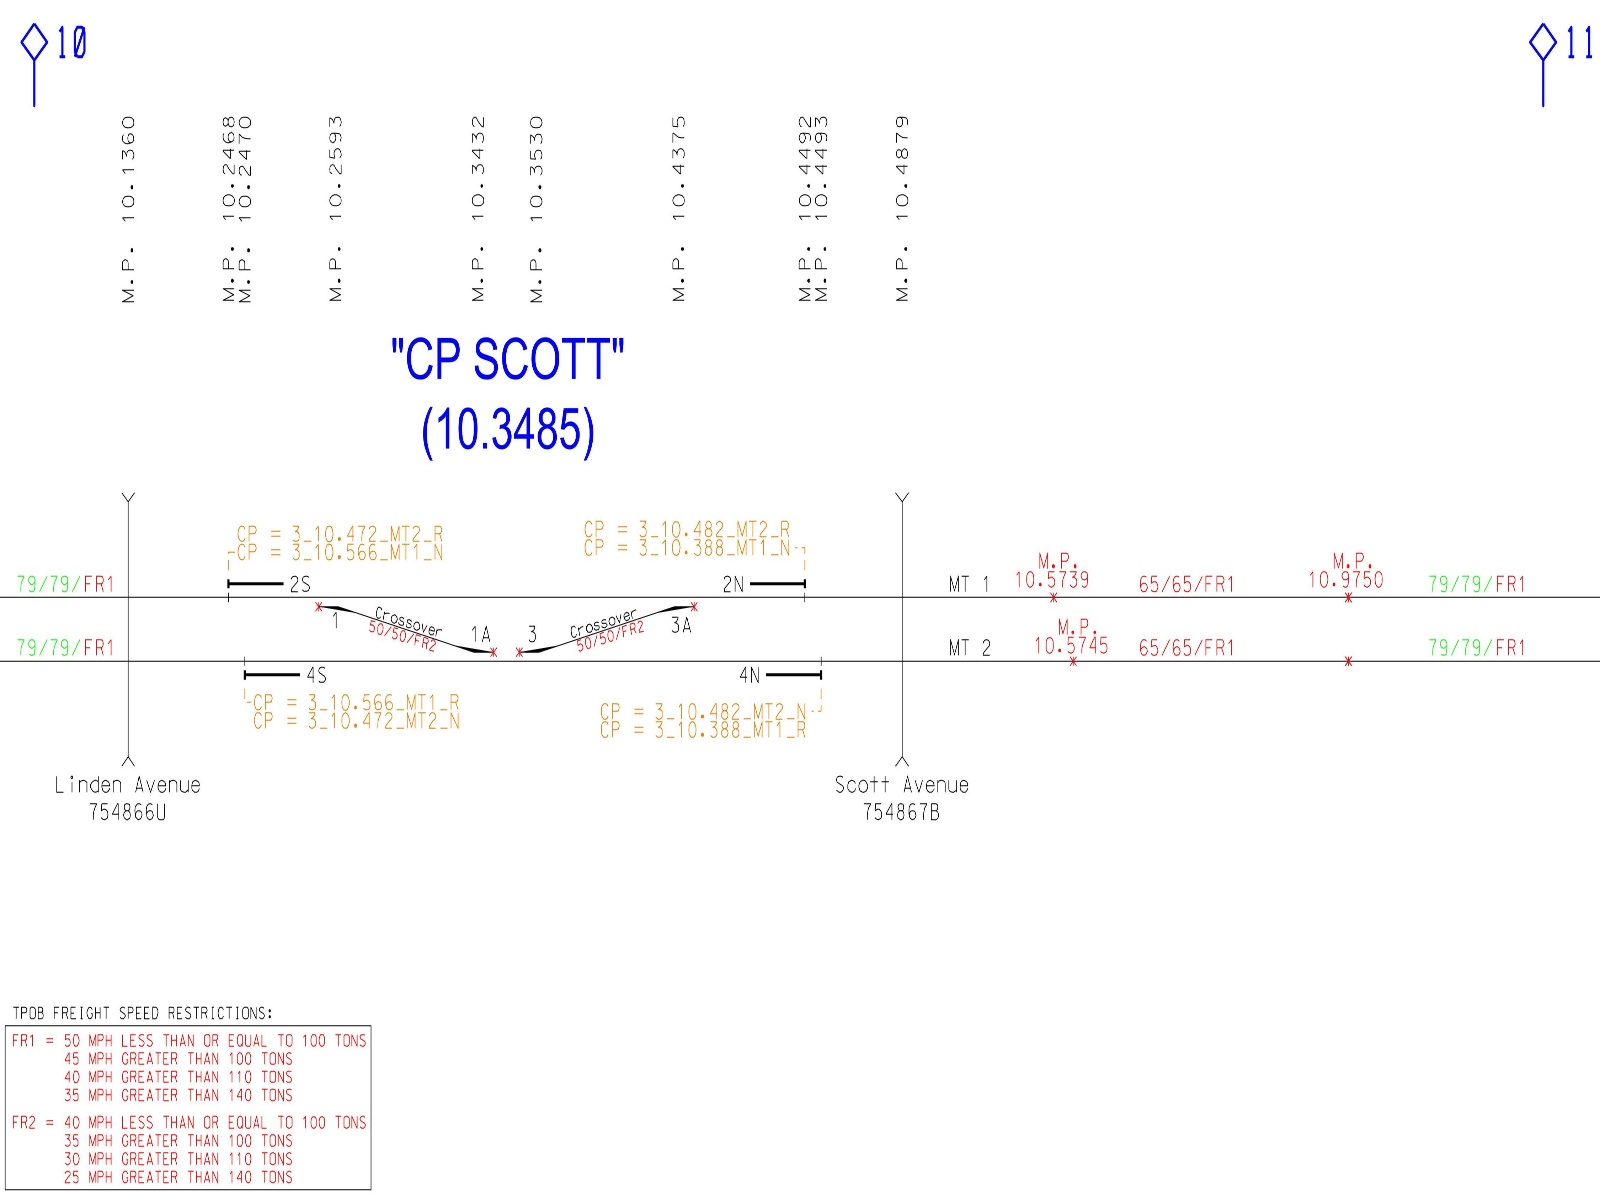 10
11
M.P. 10.1360
M.P. 10.2468
M.P. 10.2470
M.P. 10.2593
M.P. 10.3432
M.P. 10.3530
M.P. 10.4375
M.P. 10.4492
M.P. 10.4493
M.P. 10.4879
"CP SCOTT"
(10.3485)
CP = 3_10.472_MT2_R
CP = 3_10.566_MT1_N
CP = 3_10.482_MT2_R
CP = 3_10.388_MT1_N
79/79/FR1
2S
2N
MT 1
M.P.
10.5739
65/65/FR1
M.P.
10.9750
79/79/FR1
1
Crossover
50/50/FR2
1A
3
Crossover
50/50/FR2
3A
79/79/FR1
MT 2
M.P.
10.5745
65/65/FR1
79/79/FR1
4S
4N
CP = 3_10.566_MT1_R
CP = 3_10.472_MT2_N
CP = 3_10.482_MT2_N
CP = 3_10.388_MT1_R
Linden Avenue
754866U
Scott Avenue
754867B
TPOB FREIGHT SPEED RESTRICTIONS:
FR1 = 50 MPH LESS THAN OR EQUAL TO 100 TONS
45 MPH GREATER THAN 100 TONS
40 MPH GREATER THAN 110 TONS
35 MPH GREATER THAN 140 TONS
FR2 = 40 MPH LESS THAN OR EQUAL TO 100 TONS
35 MPH GREATER THAN 100 TONS
30 MPH GREATER THAN 110 TONS
25 MPH GREATER THAN 140 TONS